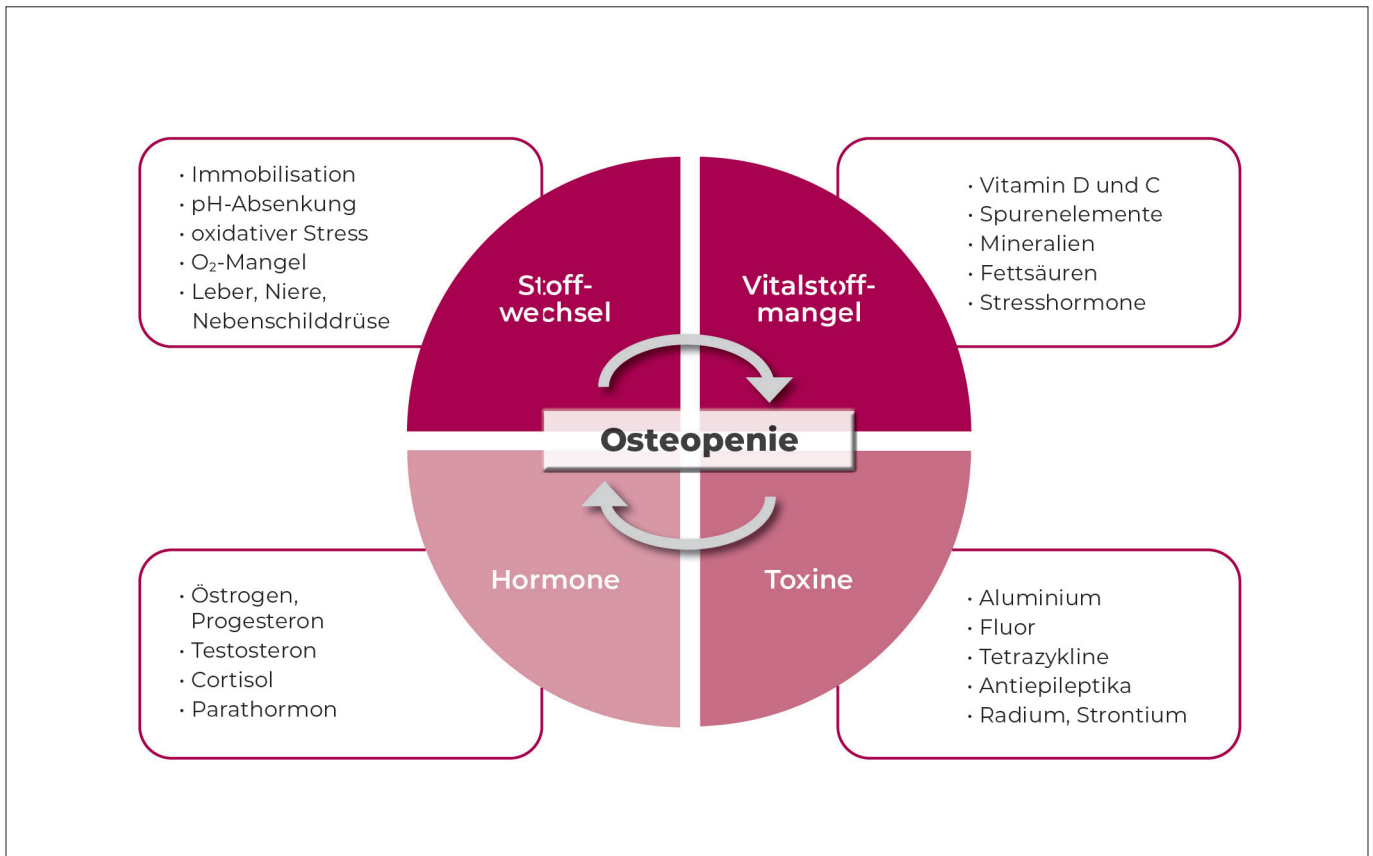 · Immobilisation
· pH-Absenkung
· oxidativer Stress
· O₂-Mangel
· Leber, Niere,
Nebenschilddrüse
Stoff-
wechsel
Vitalstoff-
mangel
· Vitamin D und C
· Spurenelemente
· Mineralien
· Fettsäuren
· Stresshormone
Osteopenie
· Östrogen,
Progesteron
· Testosteron
· Cortisol
· Parathormon
Hormone
Toxine
· Aluminium
· Fluor
· Tetrazykline
· Antiepileptika
· Radium, Strontium